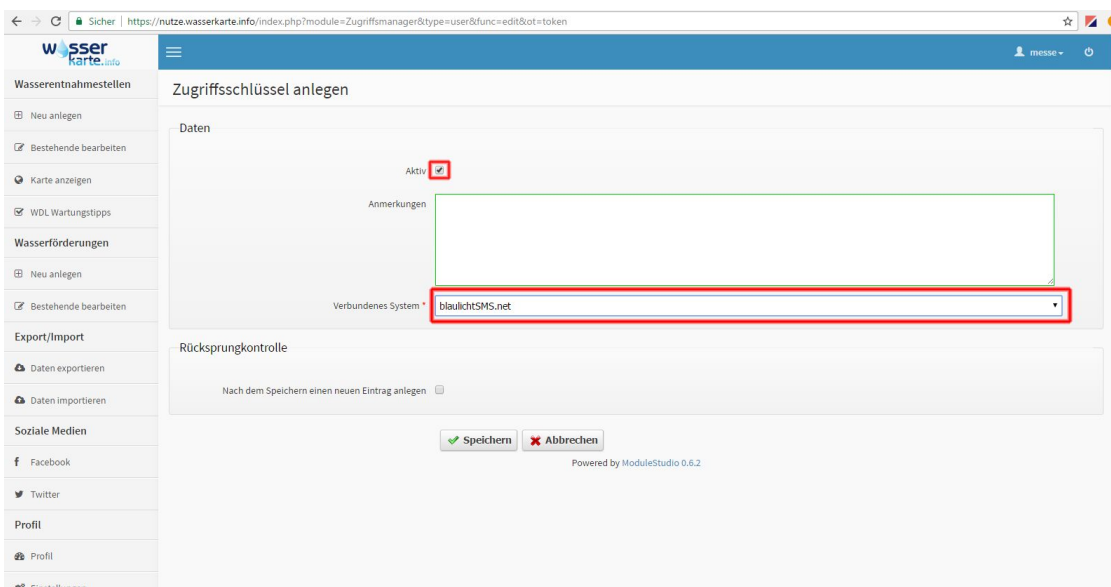 Sicher | https://nutze.wasserkarte.info/index.php?module=Zugriffsmanager&type=user&func=edit&ot=token
wasser
karte.info
messe
Wasserentnahmestellen
Neu anlegen
Bestehende bearbeiten
Karte anzeigen
WDL Wartungstipps
Wasserförderungen
Neu anlegen
Bestehende bearbeiten
Export/Import
Daten exportieren
Daten importieren
Soziale Medien
Facebook
Twitter
Profil
Profil
Einstellungen
Zugriffsschlüssel anlegen
Daten
Aktiv
Anmerkungen
Verbundenes System * blaulichtSMS.net
Rücksprungkontrolle
Nach dem Speichern einen neuen Eintrag anlegen
Speichern Abbrechen
Powered by ModuleStudio 0.6.2